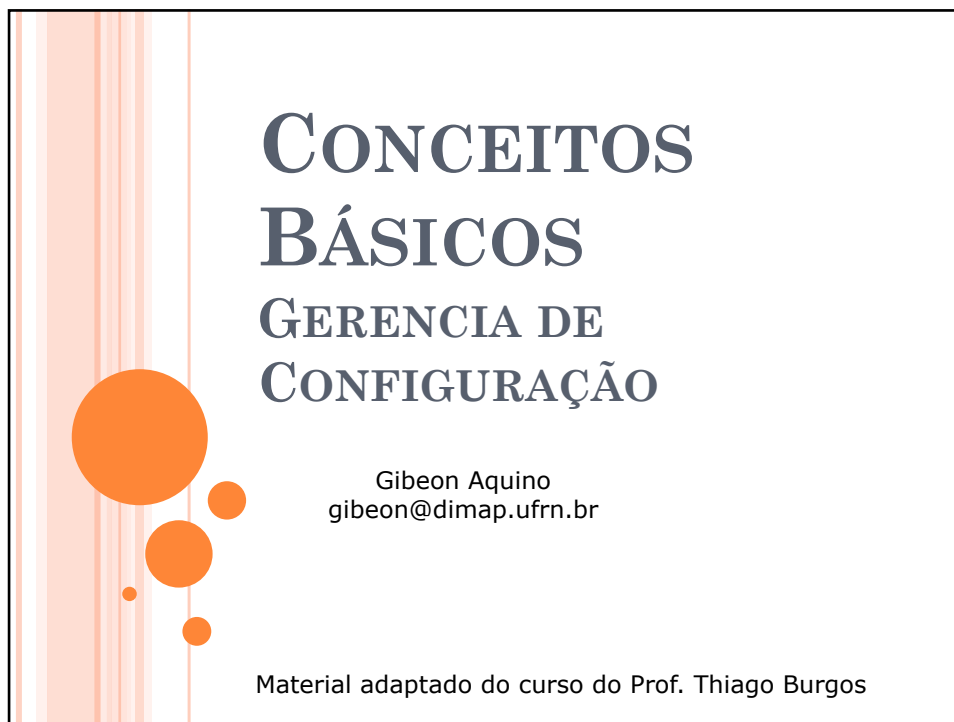 CONCEITOS
BÁSICOS
GERENCIA DE
CONFIGURAÇÃO
Gibeon Aquino
gibeon@dimap.ufrn.br
Material adaptado do curso do Prof. Thiago Burgos